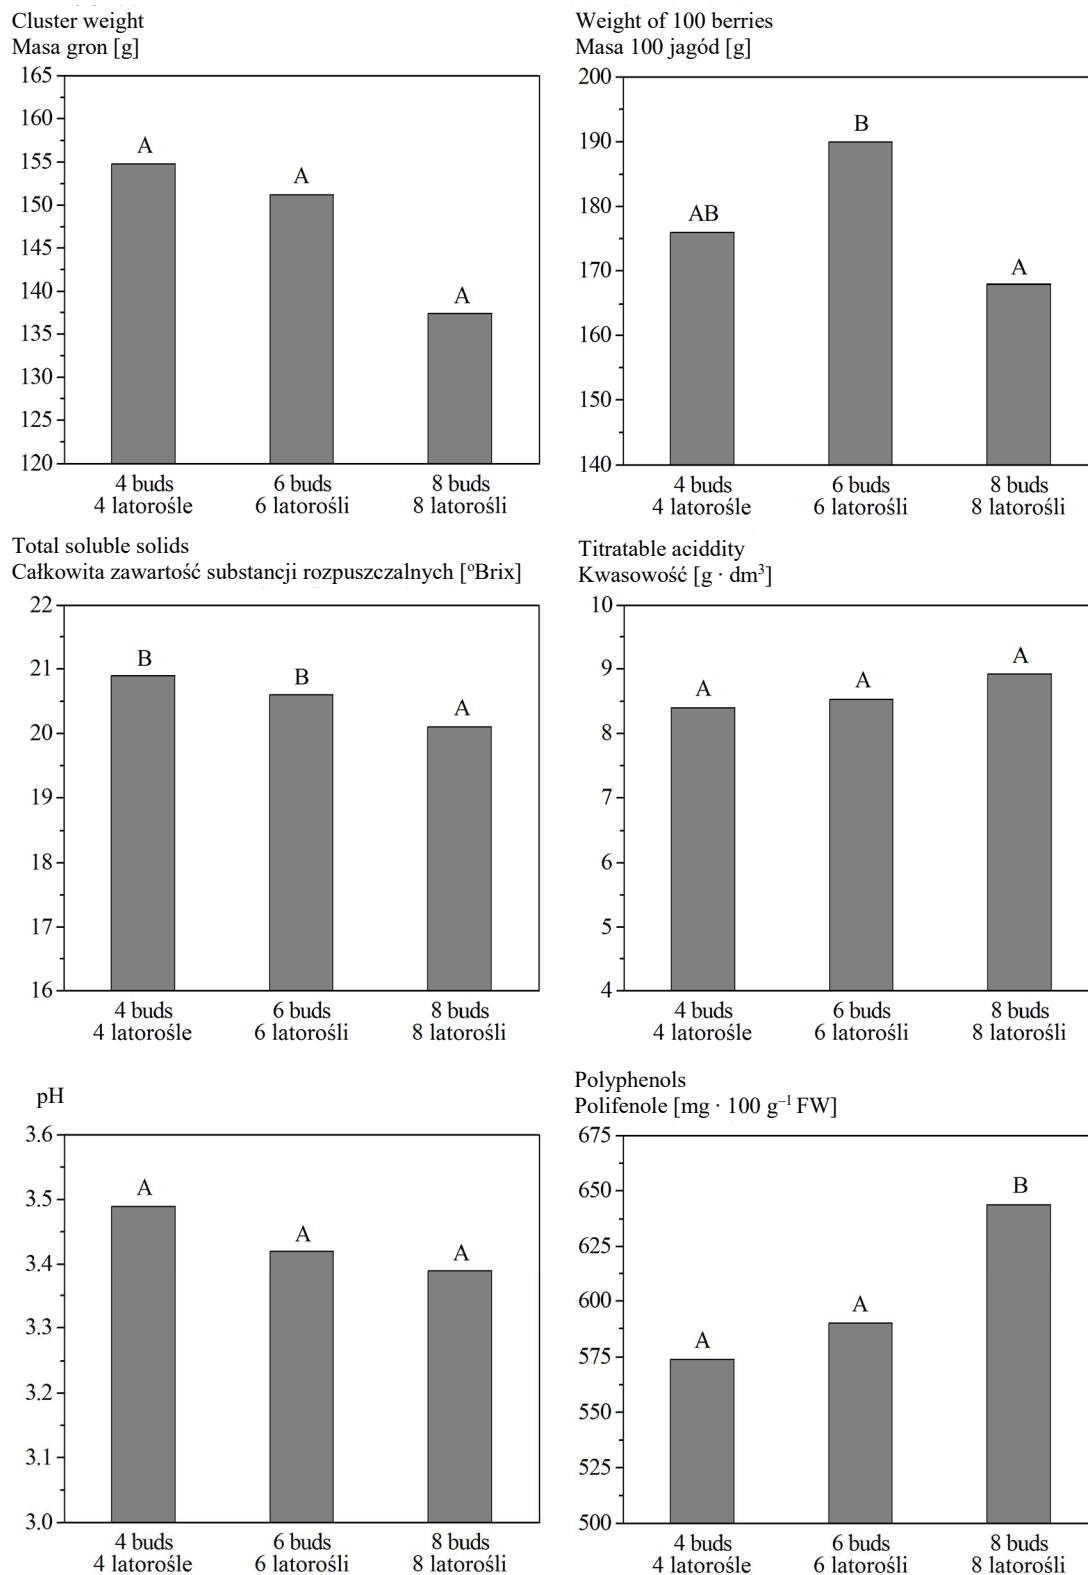 Cluster weight
Masa gron [g]
165
160
155
150
145
140
135
130
125
120
A
A
A
4 buds
4 latorośle
6 buds
6 latorośli
8 buds
8 latorośli
Weight of 100 berries
Masa 100 jagód [g]
200
190
180
170
160
150
140
AB
B
A
4 buds
4 latorośle
6 buds
6 latorośli
8 buds
8 latorośli
Total soluble solids
Całkowita zawartość substancji rozpuszczalnych [°Brix]
22
21
20
19
18
17
16
B
B
A
4 buds
4 latorośle
6 buds
6 latorośli
8 buds
8 latorośli
Titratable aciddity
Kwasowość [g · dm³]
10
9
8
7
6
5
4
A
A
A
4 buds
4 latorośle
6 buds
6 latorośli
8 buds
8 latorośli
pH
3.6
3.5
3.4
3.3
3.2
3.1
3.0
A
A
A
4 buds
4 latorośle
6 buds
6 latorośli
8 buds
8 latorośli
Polyphenols
Polifenole [mg · 100 g⁻¹ FW]
675
650
625
600
575
550
525
500
A
A
B
4 buds
4 latorośle
6 buds
6 latorośli
8 buds
8 latorośli